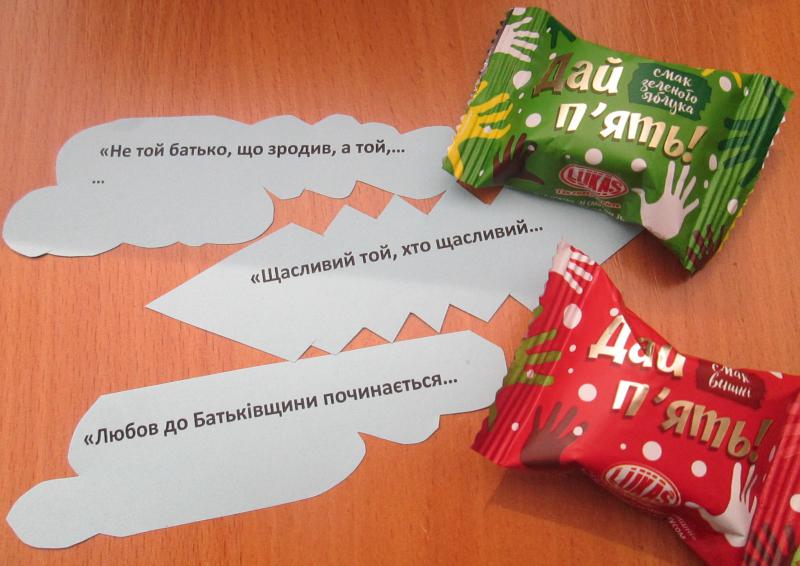 «Не той батько, що зродив, а той,...
...
«Щасливий той, хто щасливий...
«Любов до Батьківщини починається...
Дай
п'ять!
смак
зеленого
яблука
LUKAS
Дай
п'ять!
смак
вишні
LUKAS